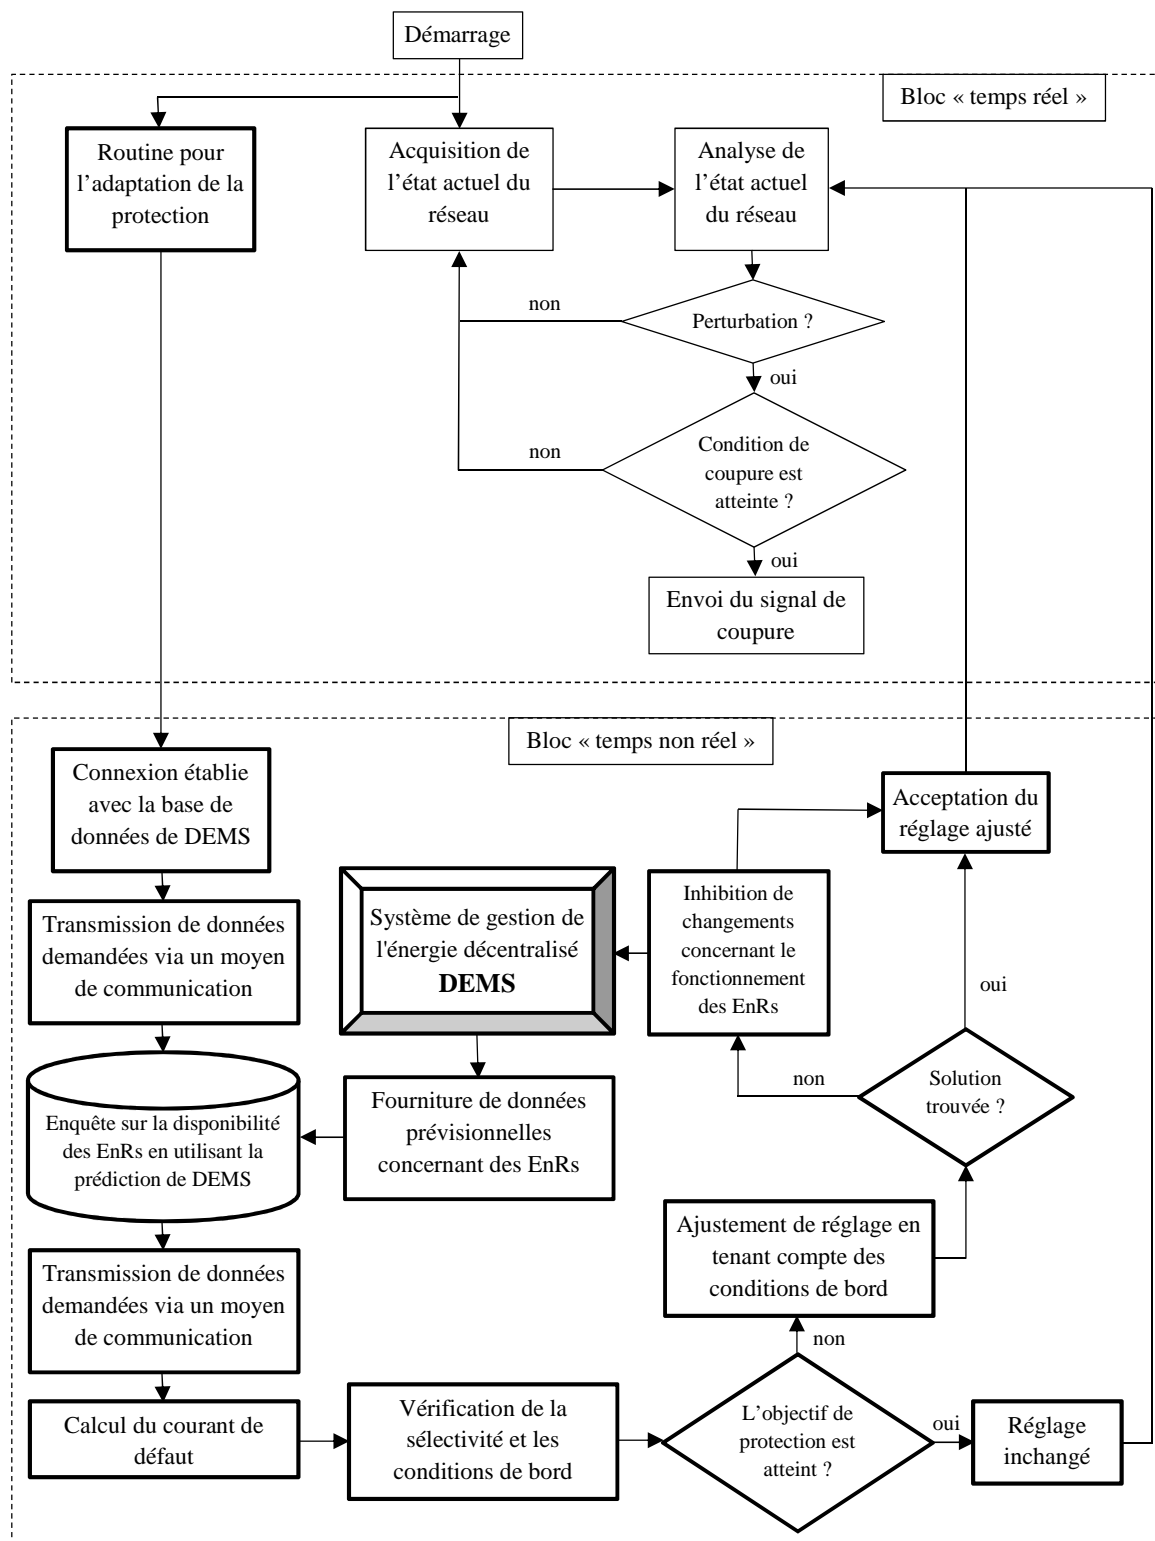 Démarrage
Bloc « temps réel »
Routine pour
l’adaptation de la
protection
Acquisition de
l’état actuel du
réseau
Analyse de
l’état actuel
du réseau
non
Perturbation ?
oui
non
Condition de
coupure est
atteinte ?
oui
Envoi du signal de
coupure
Bloc « temps non réel »
Connexion établie
avec la base de
données de DEMS
Acceptation du
réglage ajusté
Transmission de données
demandées via un moyen
de communication
Système de gestion de
l'énergie décentralisé
DEMS
Inhibition de
changements
concernant le
fonctionnement
des EnRs
oui
non
Solution
trouvée ?
Enquête sur la disponibilité
des EnRs en utilisant la
prédiction de DEMS
Fourniture de données
prévisionnelles
concernant des EnRs
Ajustement de réglage en
tenant compte des
conditions de bord
Transmission de données
demandées via un moyen
de communication
non
Calcul du courant de
défaut
Vérification de la
sélectivité et les
conditions de bord
L’objectif de
protection est
atteint ?
oui
Réglage
inchangé